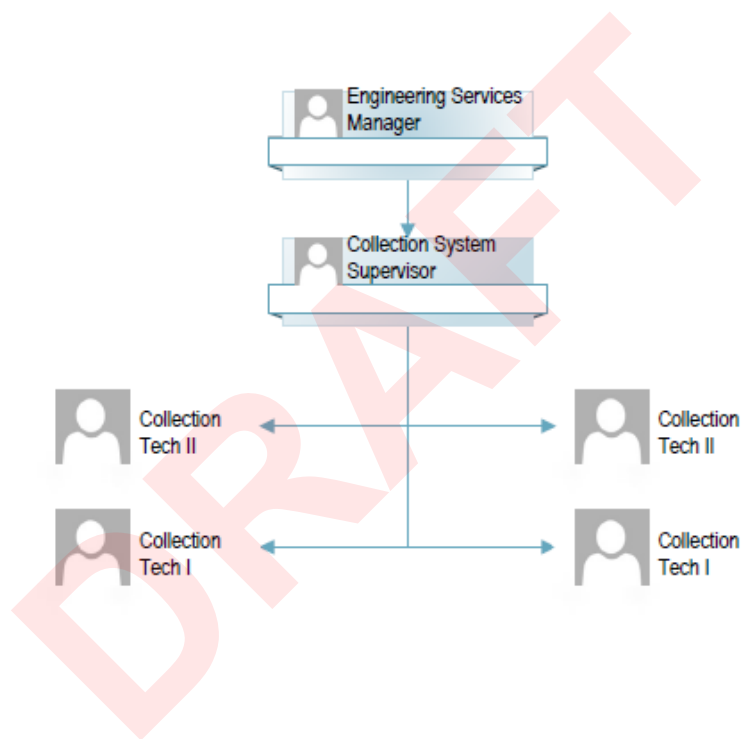 Engineering Services
Manager
Collection System
Supervisor
Collection
Tech II
Collection
Tech II
Collection
Tech I
Collection
Tech I
DRAFT